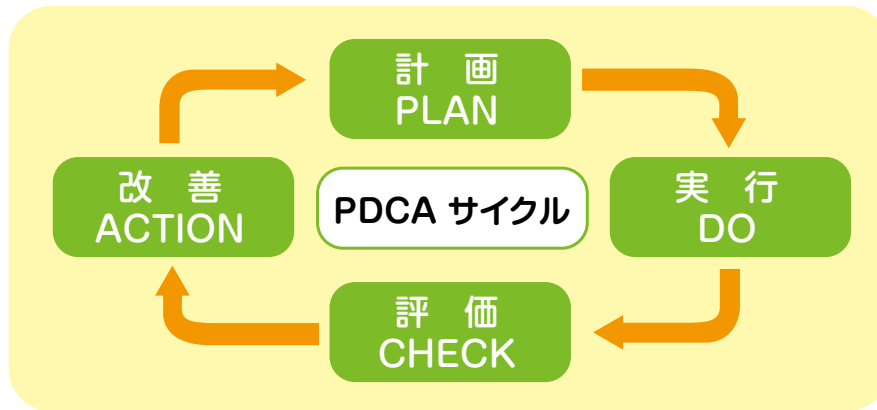 計 画
PLAN
改 善
ACTION
PDCA サイクル
実 行
DO
評 価
CHECK